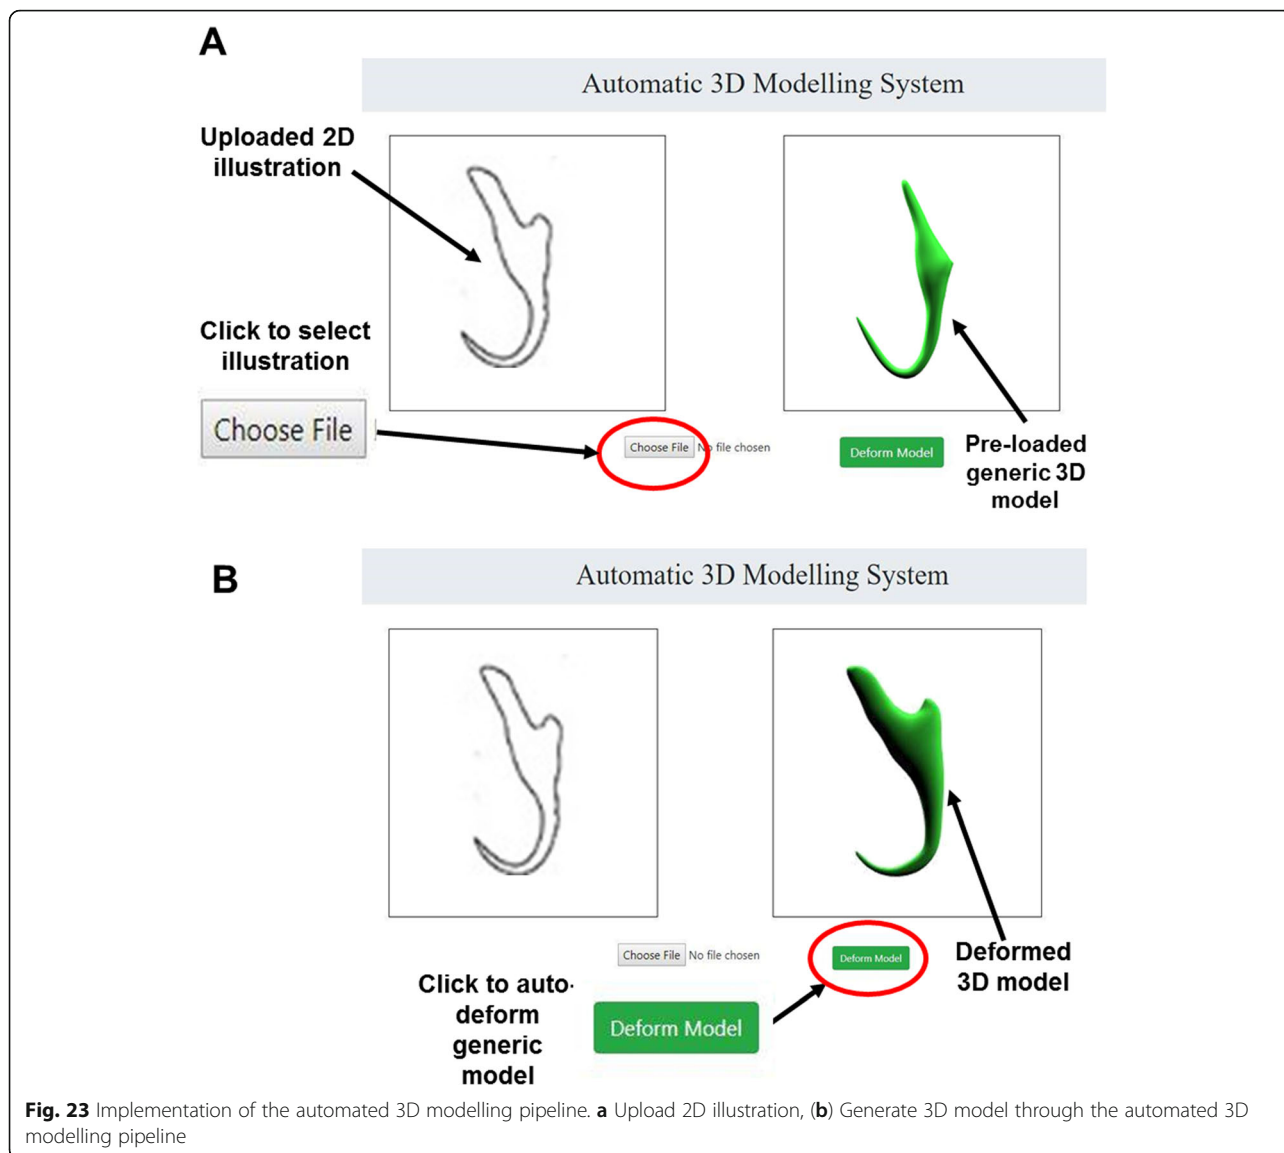 A
Automatic 3D Modelling System
Uploaded 2D
illustration
Click to select
illustration
Choose File
Choose File No file chosen
Deform Model
Pre-loaded
generic 3D
model
B
Automatic 3D Modelling System
Choose File No file chosen
Deform Model
Deformed
3D model
Click to auto-
deform
generic
model
Deform Model
Fig. 23 Implementation of the automated 3D modelling pipeline. a Upload 2D illustration, (b) Generate 3D model through the automated 3D
modelling pipeline